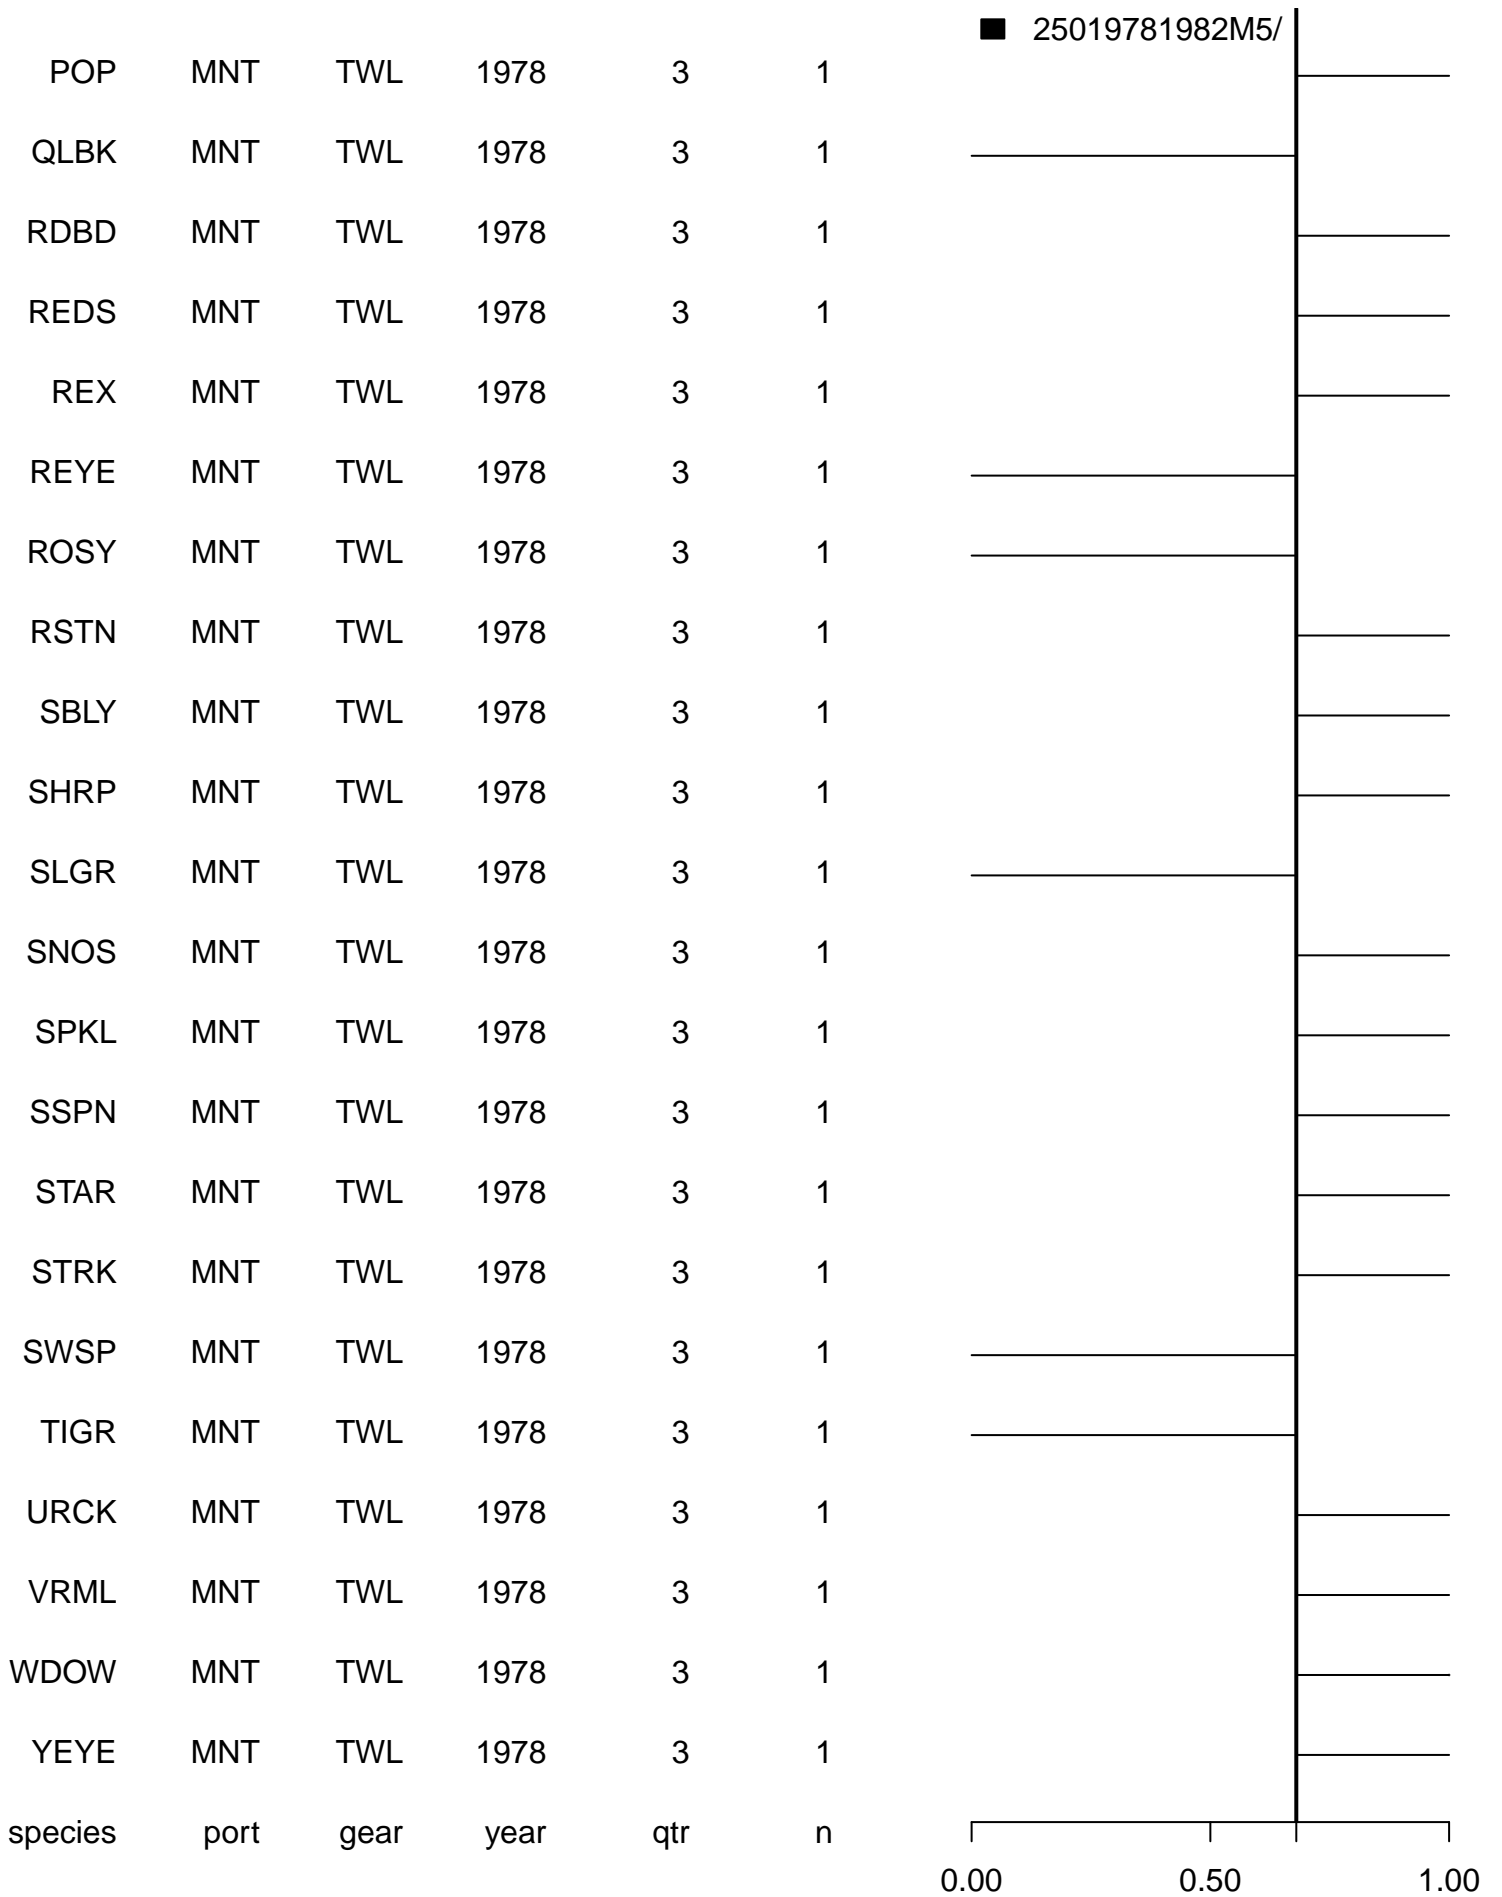 25019781982M5/
POP MNT TWL 1978 3 1
QLBK MNT TWL 1978 3 1
RDBD MNT TWL 1978 3 1
REDS MNT TWL 1978 3 1
REX MNT TWL 1978 3 1
REYE MNT TWL 1978 3 1
ROSY MNT TWL 1978 3 1
RSTN MNT TWL 1978 3 1
SBLY MNT TWL 1978 3 1
SHRP MNT TWL 1978 3 1
SLGR MNT TWL 1978 3 1
SNOS MNT TWL 1978 3 1
SPKL MNT TWL 1978 3 1
SSPN MNT TWL 1978 3 1
STAR MNT TWL 1978 3 1
STRK MNT TWL 1978 3 1
SWSP MNT TWL 1978 3 1
TIGR MNT TWL 1978 3 1
URCK MNT TWL 1978 3 1
VRML MNT TWL 1978 3 1
WDOW MNT TWL 1978 3 1
YEYE MNT TWL 1978 3 1
species port gear year qtr n
0.00 0.50 1.00